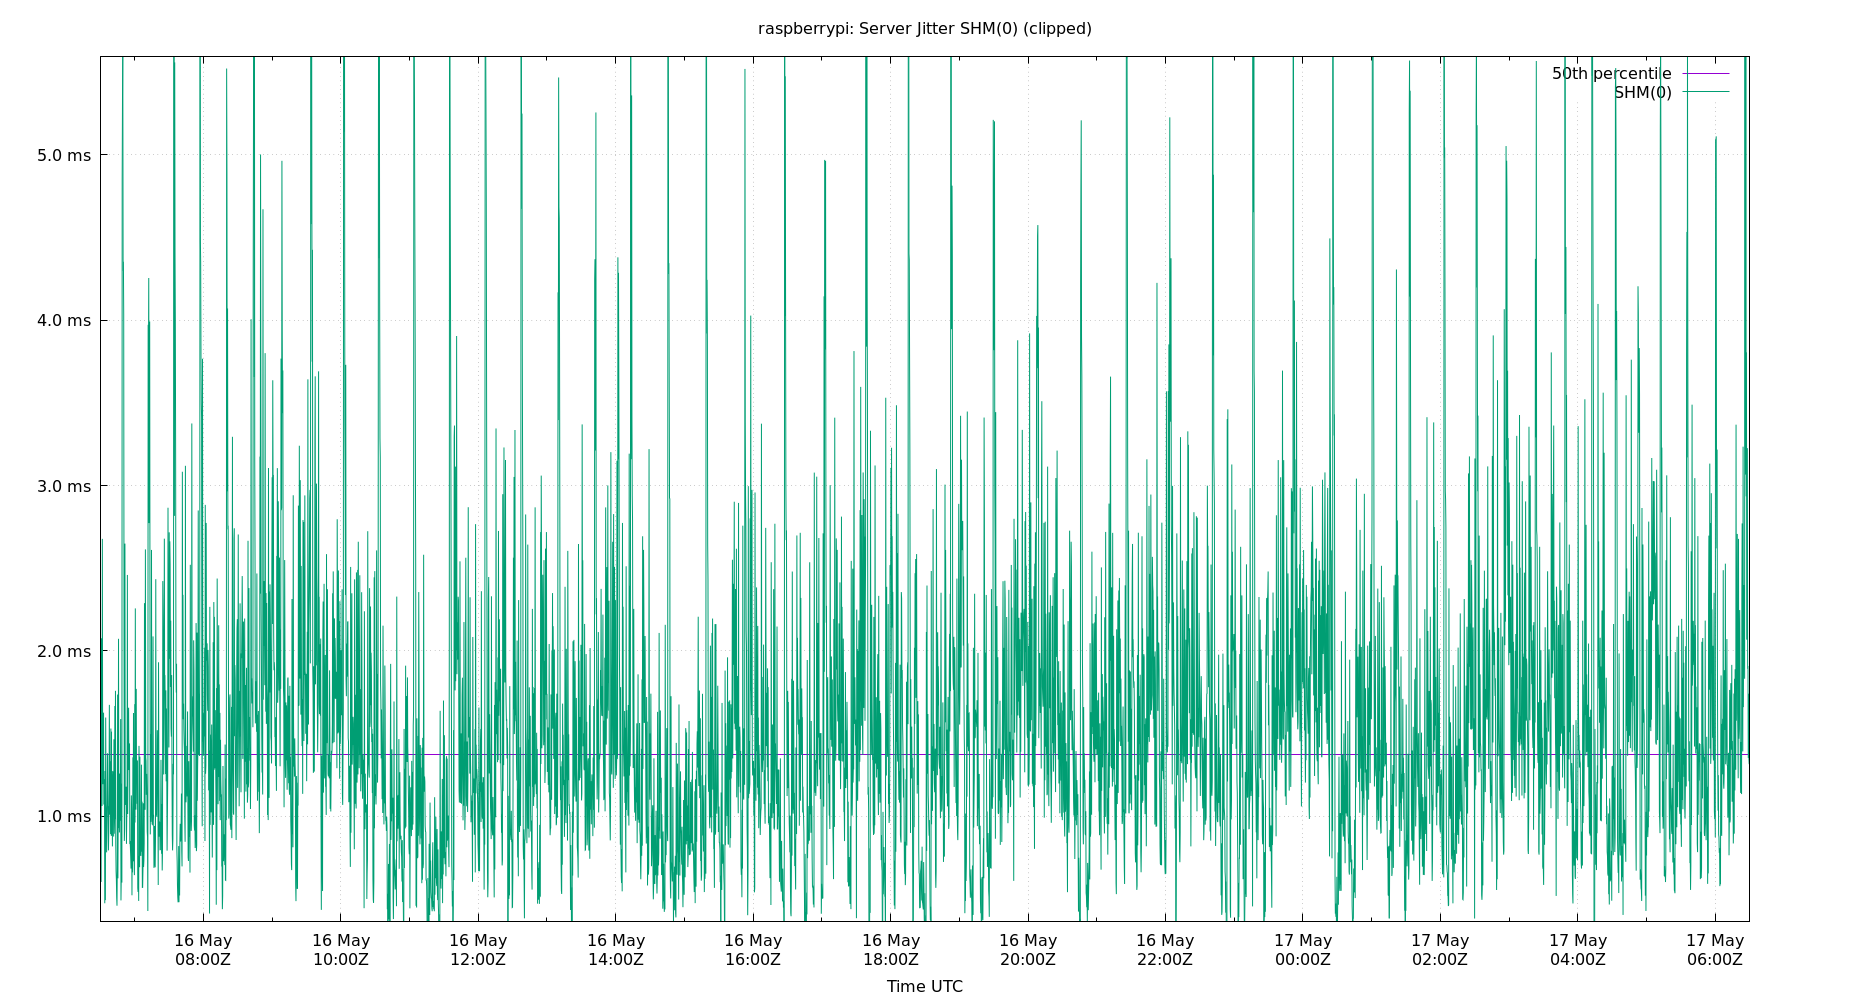 raspberrypi: Server Jitter SHM(0) (clipped)
50th percentile
SHM(0)
5.0 ms
4.0 ms
3.0 ms
2.0 ms
1.0 ms
16 May 16 May 16 May 16 May 16 May 16 May 16 May 16 May 17 May 17 May 17 May 17 May
08:00Z 10:00Z 12:00Z 14:00Z 16:00Z 18:00Z 20:00Z 22:00Z 00:00Z 02:00Z 04:00Z 06:00Z
Time UTC